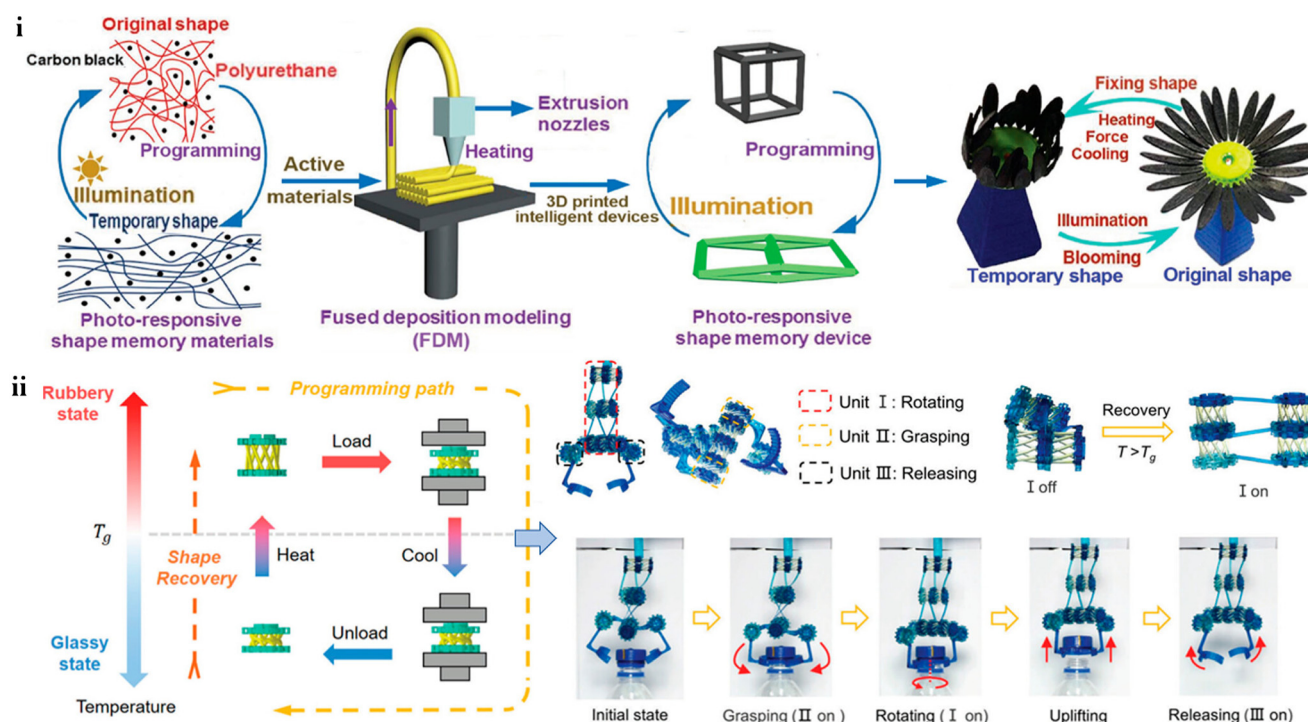 i
Original shape
Carbon black
Polyurethane
Programming
Illumination
Temporary shape
Photo-responsive
shape memory materials
Active
materials
Extrusion
nozzles
Heating
Fused deposition modeling
(FDM)
3D printed
intelligent devices
Programming
Illumination
Photo-responsive
shape memory device
Fixing shape
Heating
Force
Cooling
Illumination
Blooming
Temporary shape
Original shape
ii
Rubbery
state
Tg
Glassy
state
Temperature
Programming path
Load
Heat
Cool
Shape
Recovery
Unload
Unit Ⅰ: Rotating
Unit Ⅱ: Grasping
Unit Ⅲ: Releasing
Recovery
T>Tg
Ⅰ off
Ⅰ on
Initial state
Grasping (Ⅱ on)
Rotating (Ⅰ on)
Uplifting
Releasing (Ⅲ on)